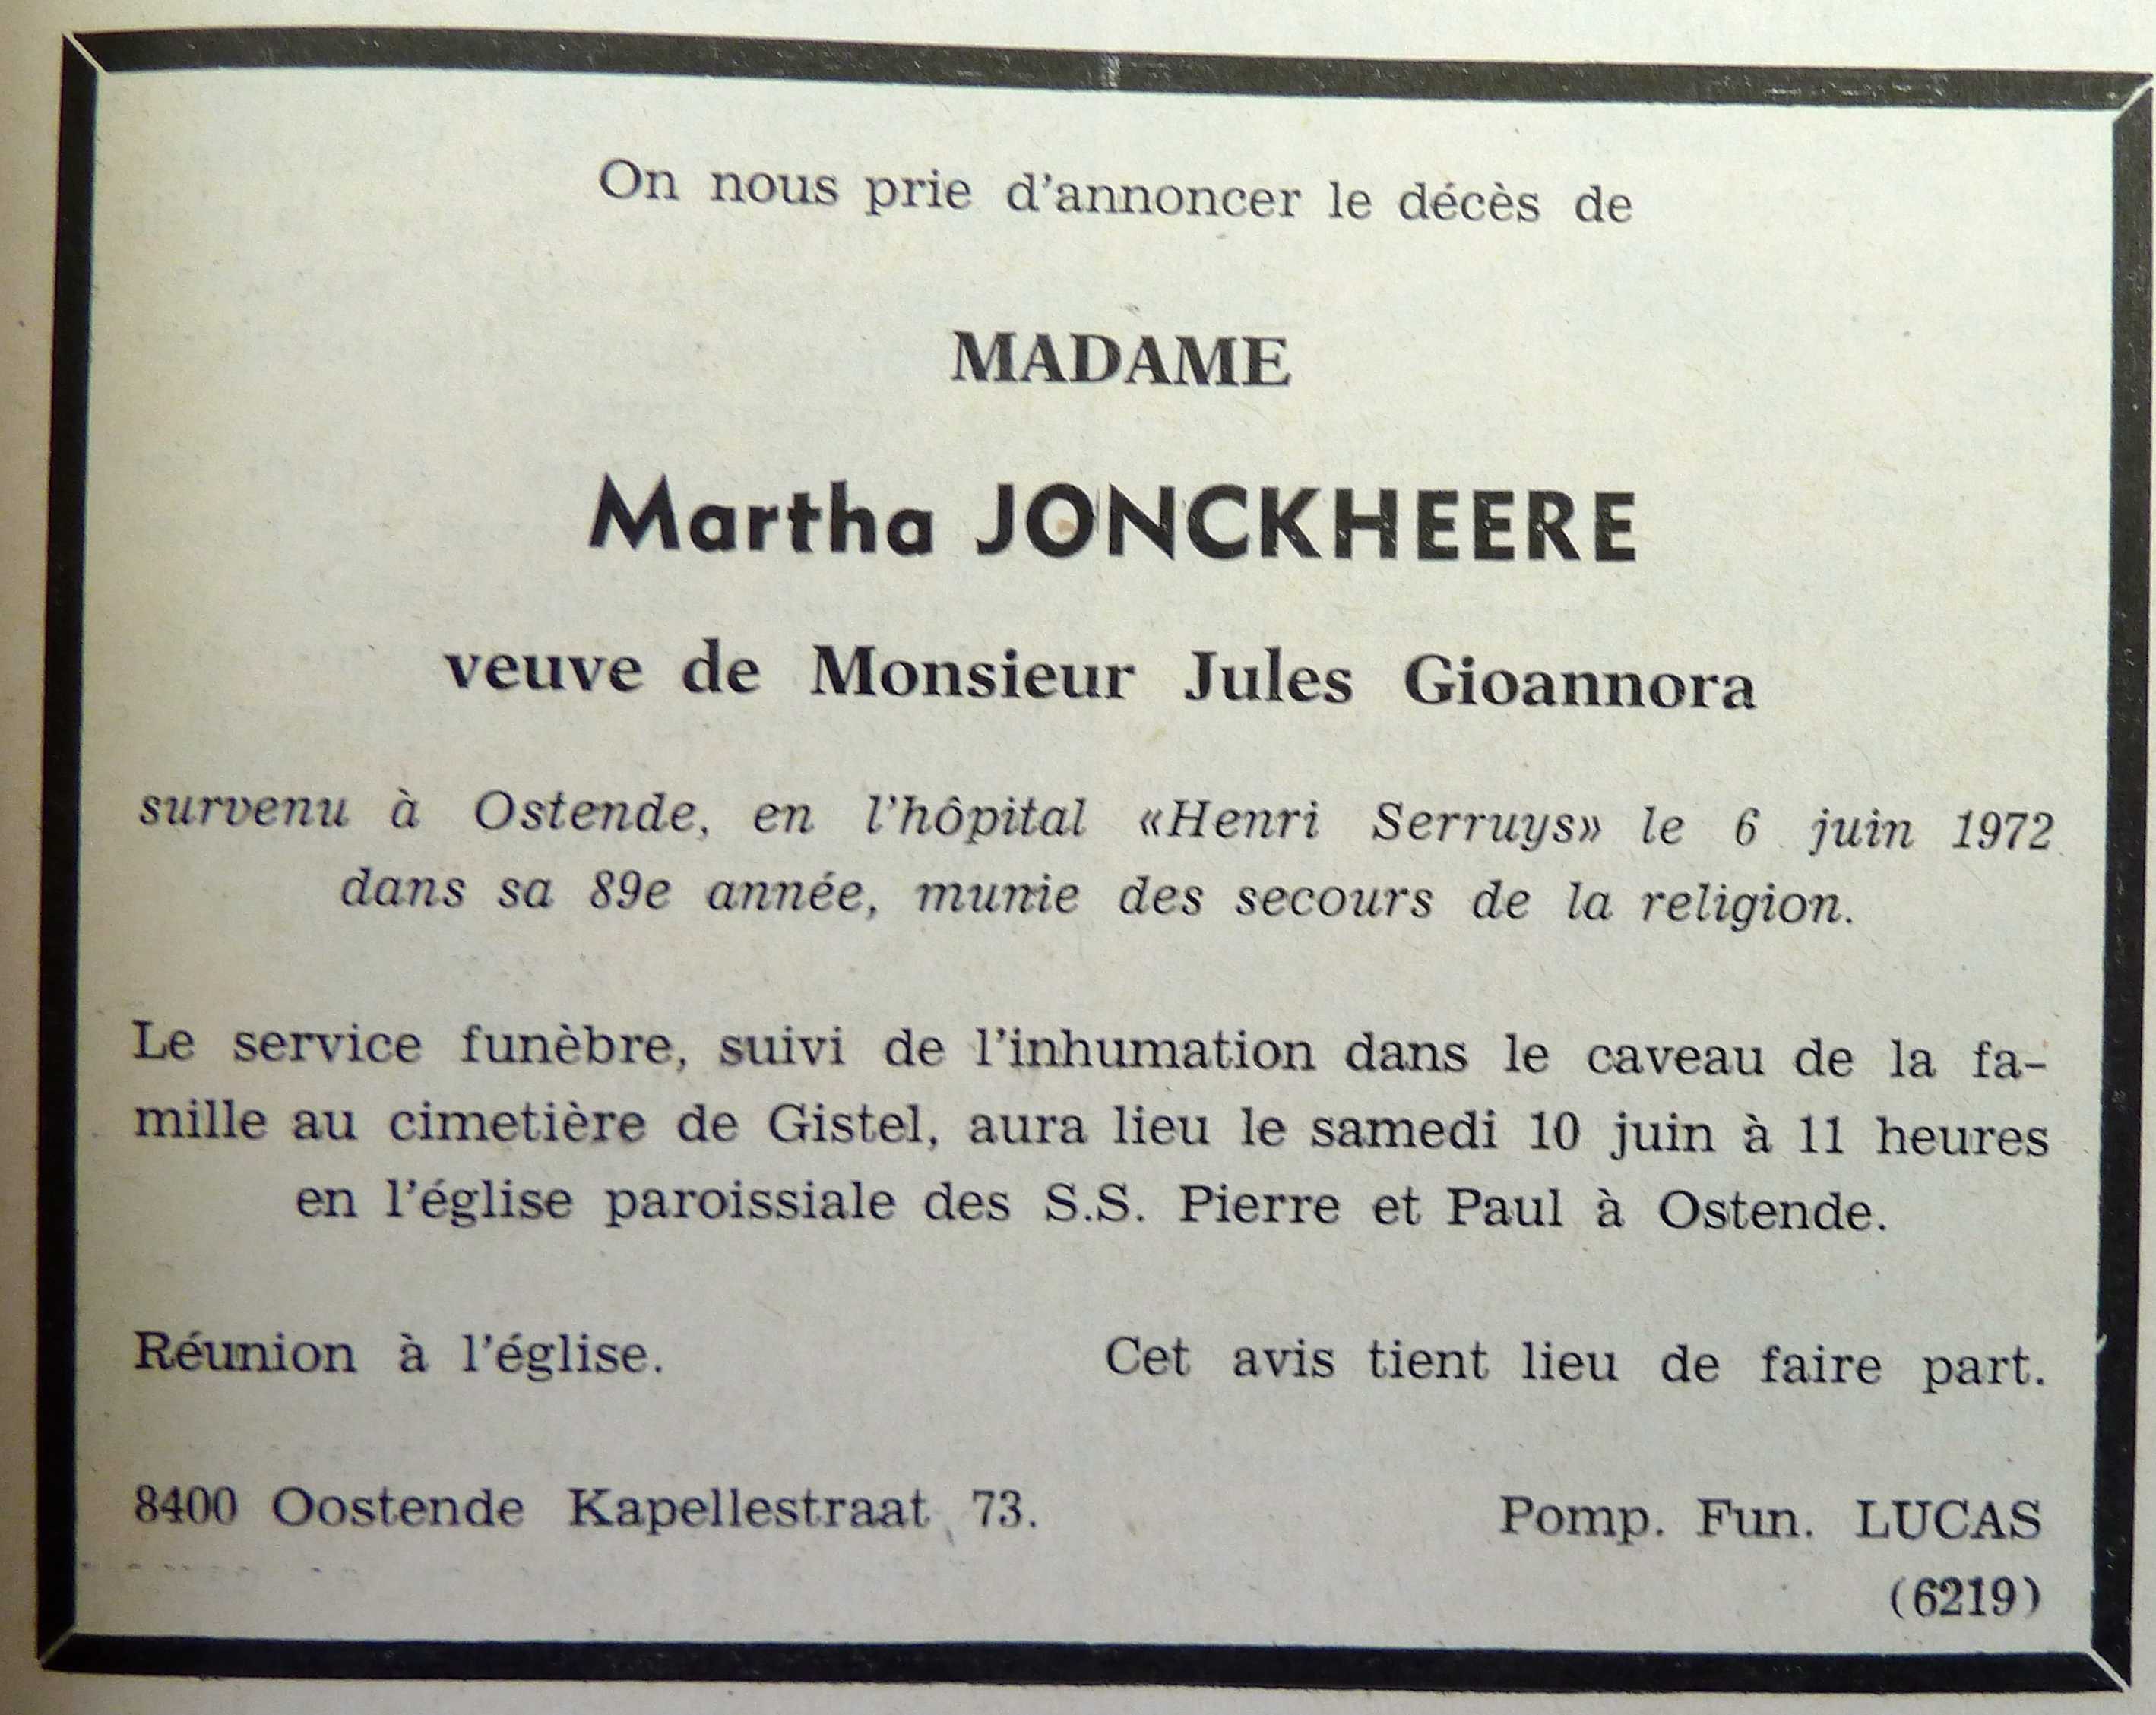 On nous prie d'annoncer le décès de
MADAME
Martha JONCKHEERE
veuve de Monsieur Jules Gioannora
survenu à Ostende, en l'hôpital «Henri Serruys» le 6 juin 1972
dans sa 89e année, munie des secours de la religion.
Le service funèbre, suivi de l'inhumation dans le caveau de la fa-
mille au cimetière de Gistel, aura lieu le samedi 10 juin à 11 heures
en l'église paroissiale des S.S. Pierre et Paul à Ostende.
Réunion à l'église. Cet avis tient lieu de faire part.
8400 Oostende Kapellestraat 73. Pomp. Fun. LUCAS
(6219)